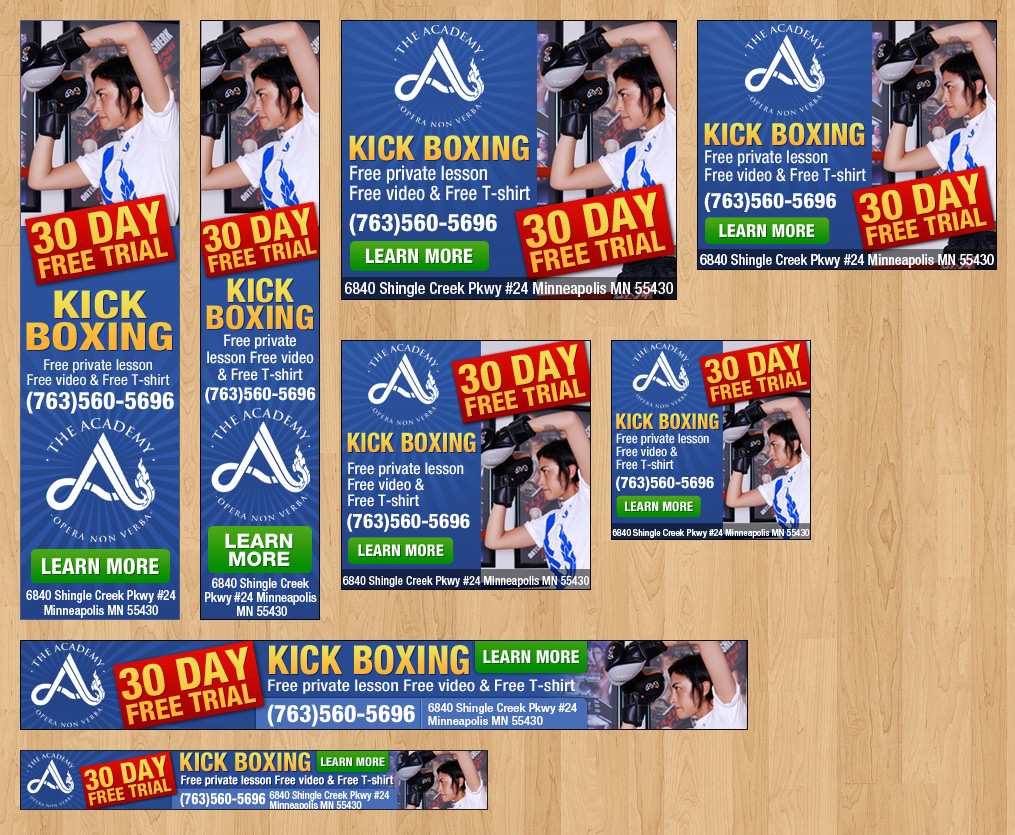 30 DAY
FREE TRIAL
KICK
BOXING
Free private lesson
Free video & Free T-shirt
(763)560-5696
THE ACADEMY
OPERA NON VERBA
LEARN MORE
6840 Shingle Creek Pkwy #24
Minneapolis MN 55430
30 DAY
FREE TRIAL
KICK
BOXING
Free private
lesson Free video
& Free T-shirt
(763)560-5696
THE ACADEMY
OPERA NON VERBA
LEARN
MORE
6840 Shingle Creek
Pkwy #24 Minneapolis
MN 55430
THE ACADEMY
OPERA NON VERBA
KICK BOXING
Free private lesson
Free video & Free T-shirt
(763)560-5696
LEARN MORE
30 DAY
FREE TRIAL
6840 Shingle Creek Pkwy #24 Minneapolis MN 55430
THE ACADEMY
OPERA NON VERBA
KICK BOXING
Free private lesson
Free video & Free T-shirt
(763)560-5696
LEARN MORE
30 DAY
FREE TRIAL
6840 Shingle Creek Pkwy #24 Minneapolis MN 55430
THE ACADEMY
OPERA NON VERBA
30 DAY
FREE TRIAL
KICK BOXING
Free private lesson
Free video &
Free T-shirt
(763)560-5696
LEARN MORE
6840 Shingle Creek Pkwy #24 Minneapolis MN 55430
THE ACADEMY
OPERA NON VERBA
30 DAY
FREE TRIAL
KICK BOXING
Free private lesson
Free video &
Free T-shirt
(763)560-5696
LEARN MORE
6840 Shingle Creek Pkwy #24 Minneapolis MN 55430
THE ACADEMY
OPERA NON VERBA
30 DAY
FREE TRIAL
KICK BOXING
LEARN MORE
Free private lesson Free video & Free T-shirt
(763)560-5696
6840 Shingle Creek Pkwy #24
Minneapolis MN 55430
THE ACADEMY
OPERA NON VERBA
30 DAY
FREE TRIAL
KICK BOXING
LEARN MORE
Free private lesson Free video & Free T-shirt
(763)560-5696
6840 Shingle Creek Pkwy #24
Minneapolis MN 55430